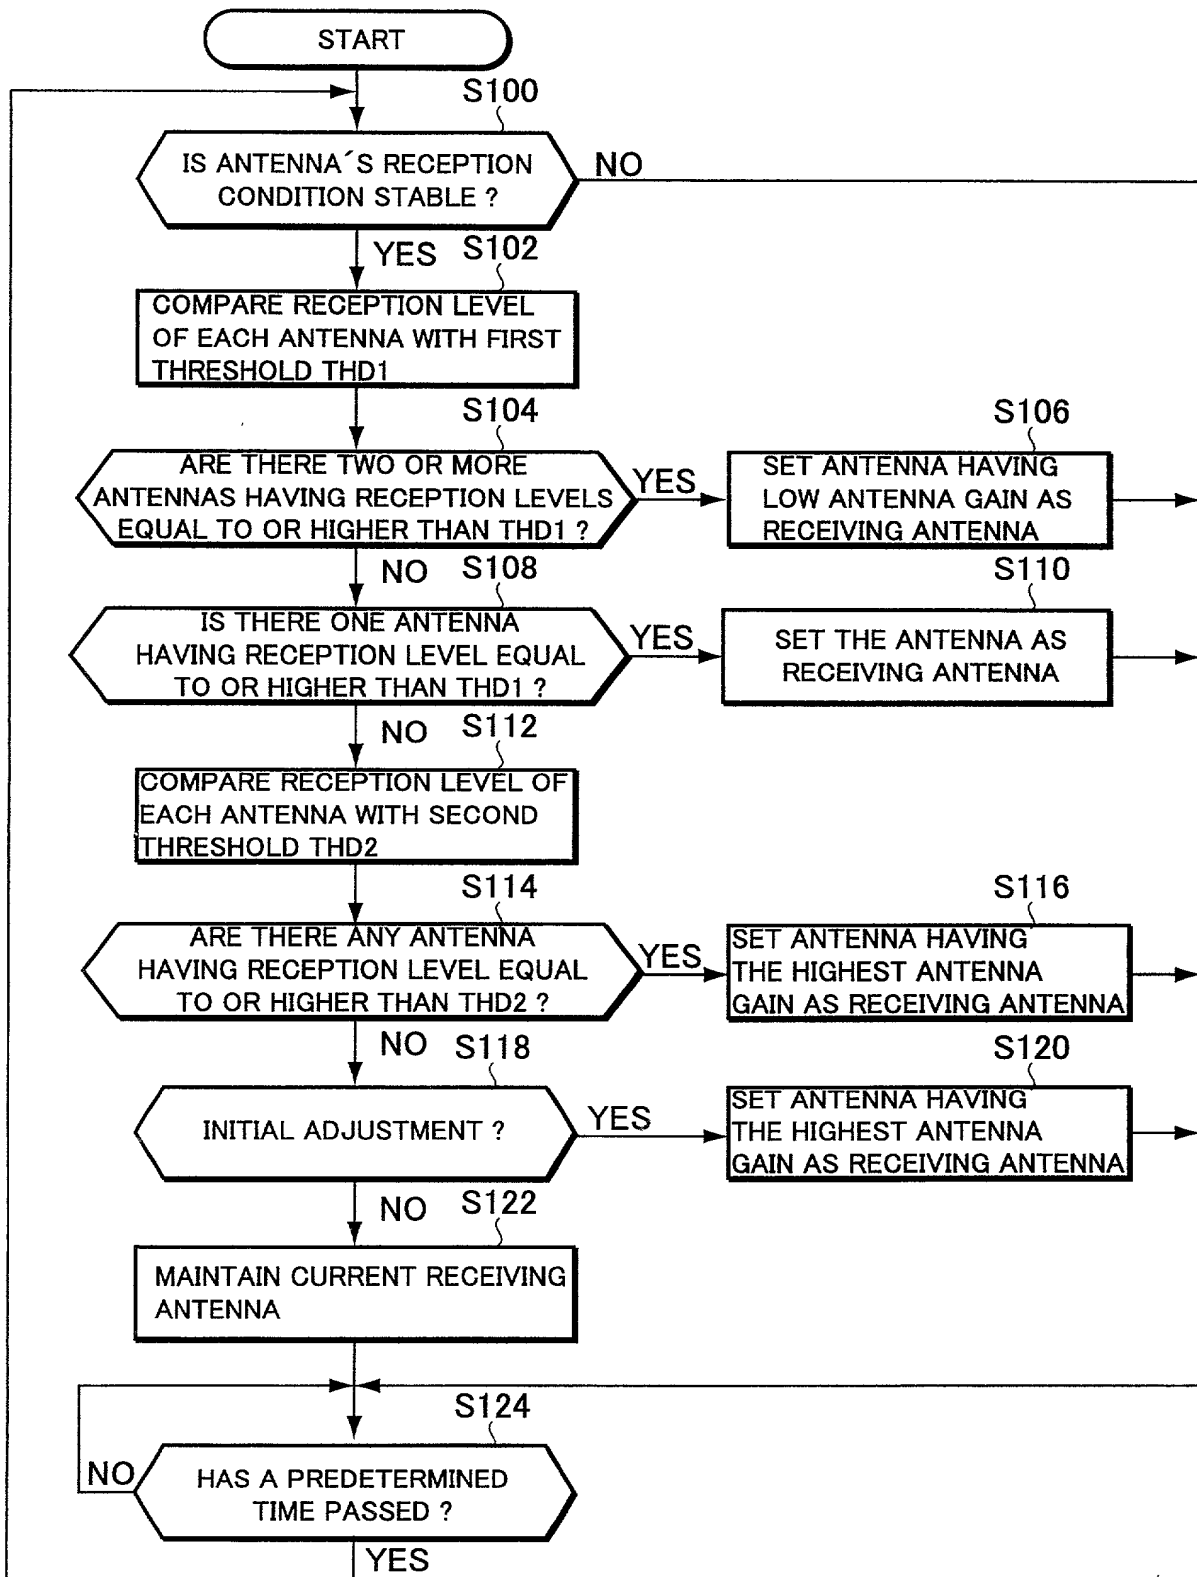 START
S100
IS ANTENNA´S RECEPTION
CONDITION STABLE ?
NO
YES
S102
COMPARE RECEPTION LEVEL
OF EACH ANTENNA WITH FIRST
THRESHOLD THD1
S104
ARE THERE TWO OR MORE
ANTENNAS HAVING RECEPTION LEVELS
EQUAL TO OR HIGHER THAN THD1 ?
YES
S106
SET ANTENNA HAVING
LOW ANTENNA GAIN AS
RECEIVING ANTENNA
NO
S108
IS THERE ONE ANTENNA
HAVING RECEPTION LEVEL EQUAL
TO OR HIGHER THAN THD1 ?
YES
S110
SET THE ANTENNA AS
RECEIVING ANTENNA
NO
S112
COMPARE RECEPTION LEVEL OF
EACH ANTENNA WITH SECOND
THRESHOLD THD2
S114
ARE THERE ANY ANTENNA
HAVING RECEPTION LEVEL EQUAL
TO OR HIGHER THAN THD2 ?
YES
S116
SET ANTENNA HAVING
THE HIGHEST ANTENNA
GAIN AS RECEIVING ANTENNA
NO
S118
INITIAL ADJUSTMENT ?
YES
S120
SET ANTENNA HAVING
THE HIGHEST ANTENNA
GAIN AS RECEIVING ANTENNA
NO
S122
MAINTAIN CURRENT RECEIVING
ANTENNA
S124
HAS A PREDETERMINED
TIME PASSED ?
NO
YES